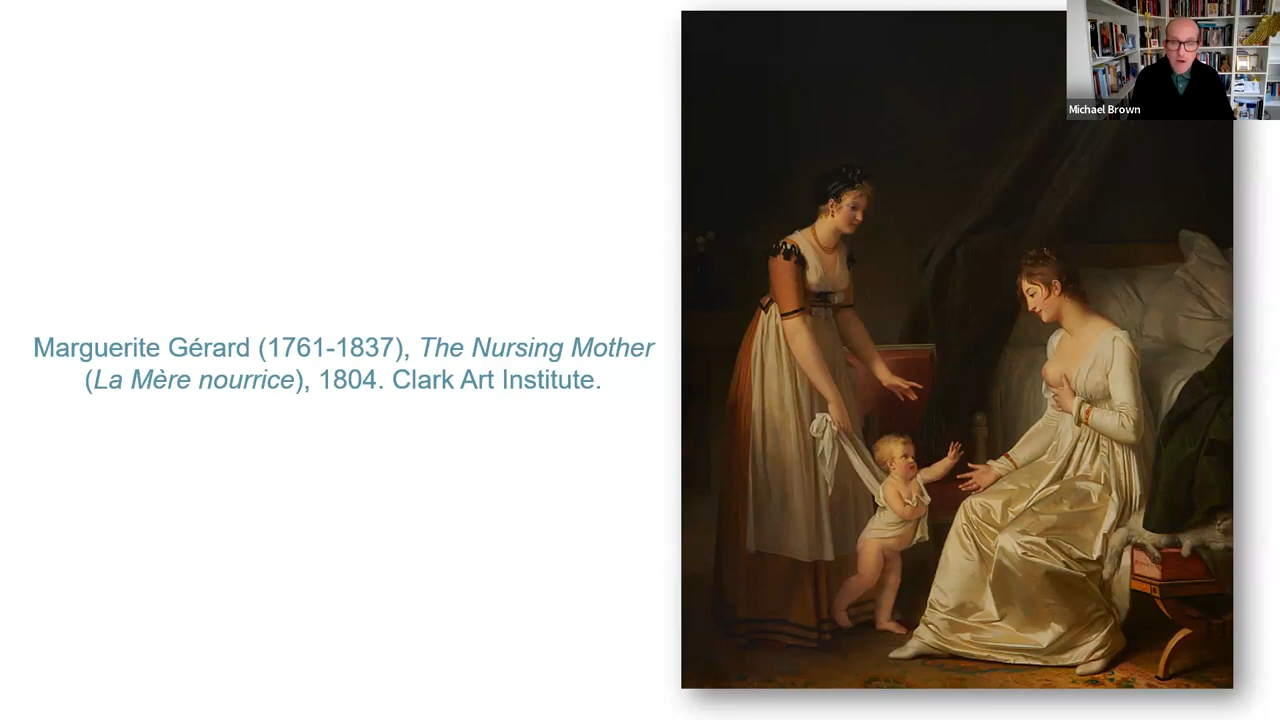 Michael Brown
Marguerite Gérard (1761-1837), The Nursing Mother
(La Mère nourrice), 1804. Clark Art Institute.